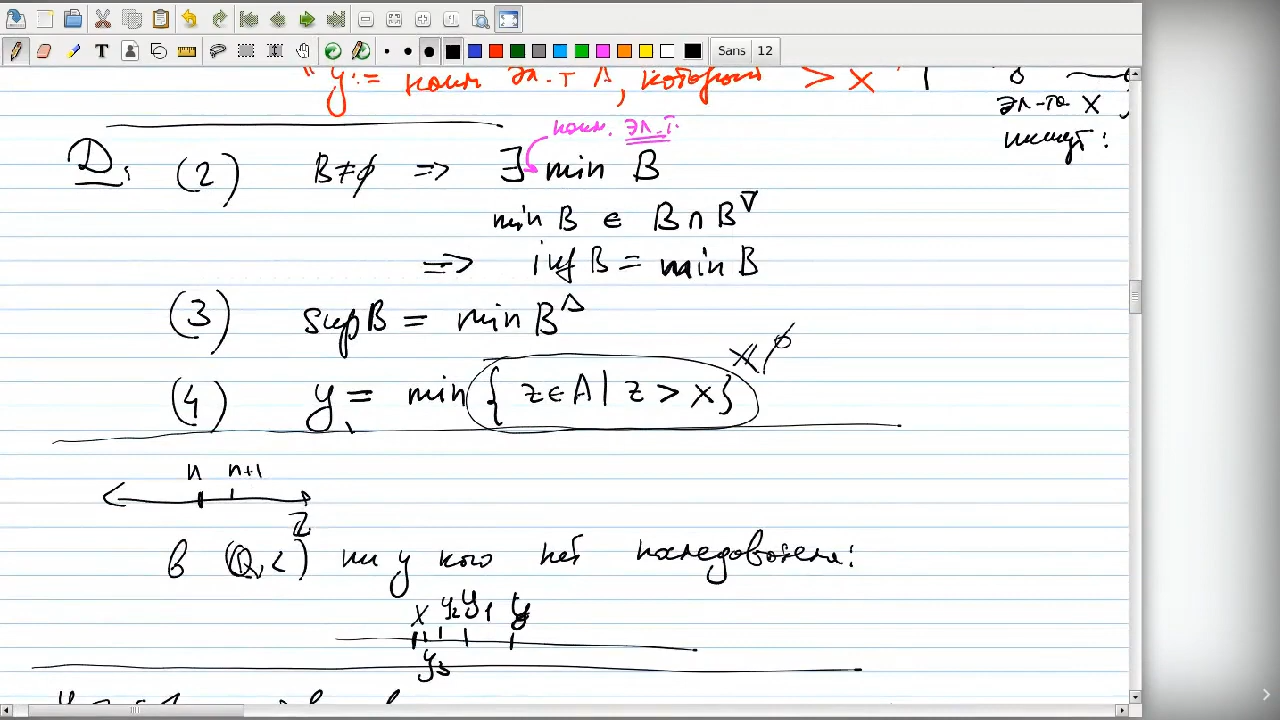 Sans 12
"y := наим эл-т A, который > x"
эл-та x
пишут:
наим. эл-т.
D: (2) B≠∅ => ∃ min B
min B ∈ B ∩ B^∇
=> inf B = min B
(3) sup B = min B^Δ
(4) y = min { z ∈ A | z > x }
n n+1
Z
в (Q, <) ни у кого нет последователя:
x y₂ y₁ y
y₃